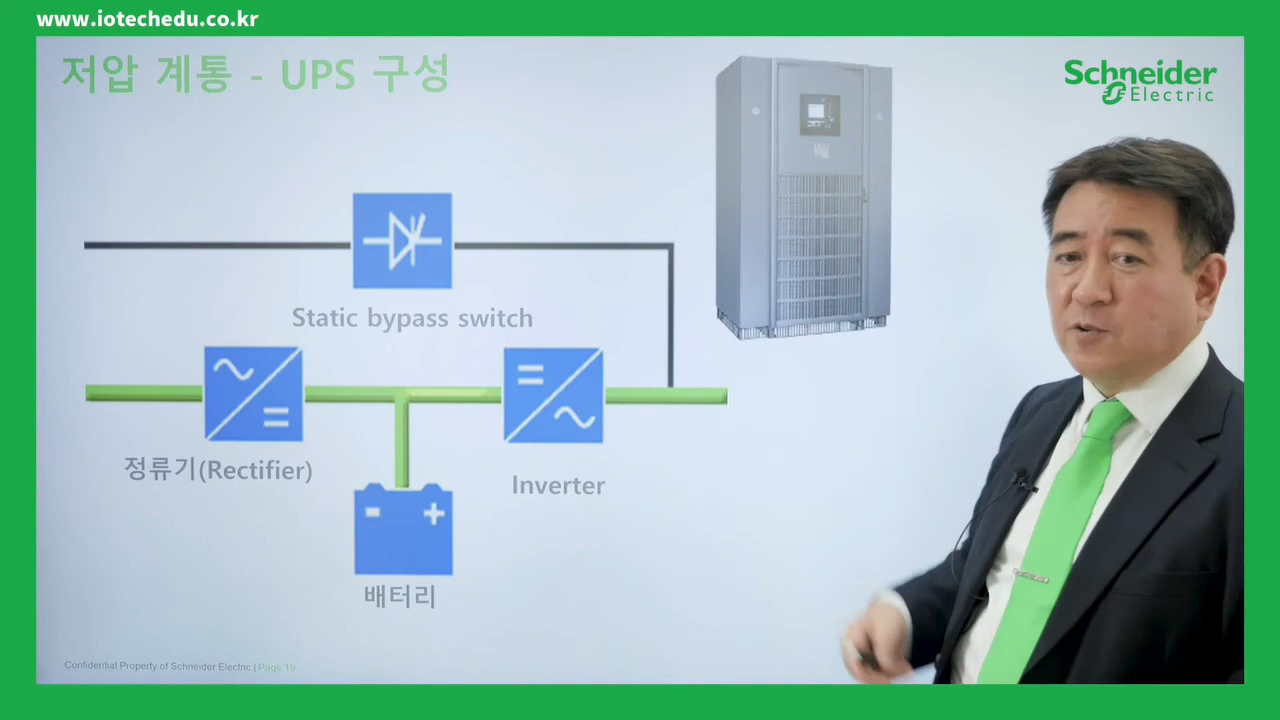 www.iotechedu.co.kr
저압 계통 - UPS 구성
Schneider
Electric
Static bypass switch
정류기(Rectifier)
Inverter
배터리
Confidential Property of Schneider Electric | Page 19